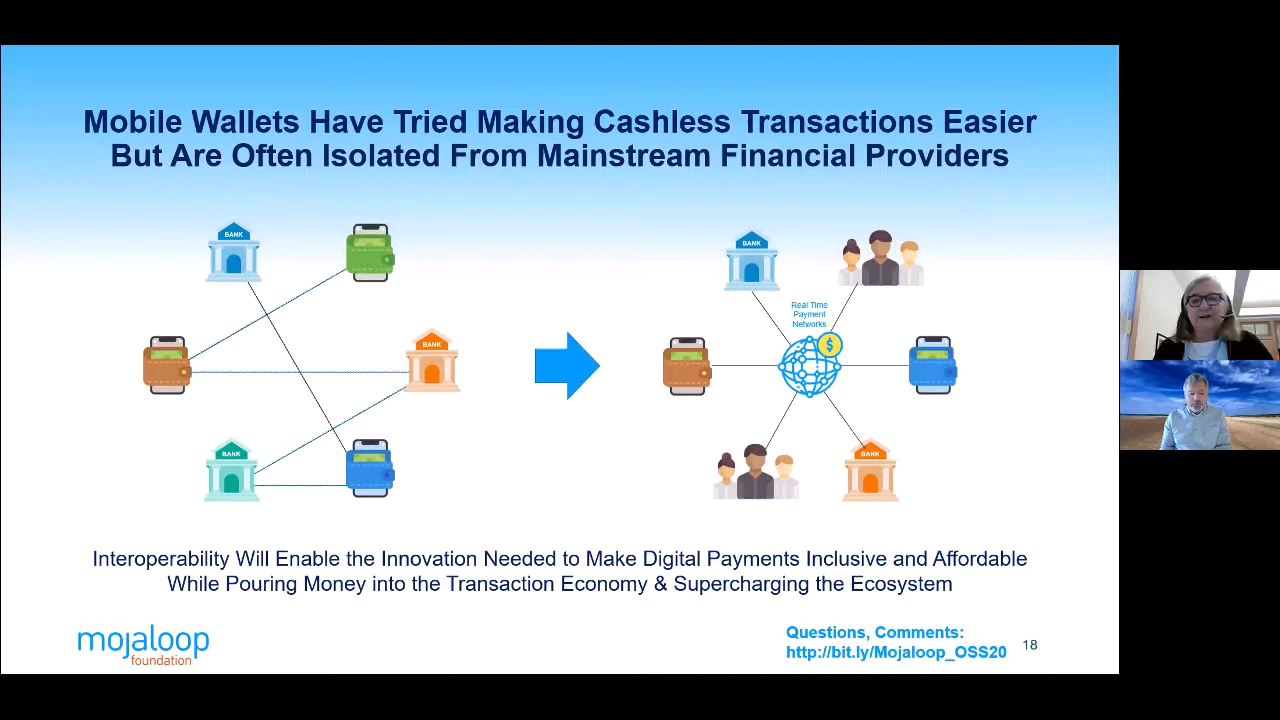 Mobile Wallets Have Tried Making Cashless Transactions Easier
But Are Often Isolated From Mainstream Financial Providers
BANK
BANK
BANK
BANK
Real Time
Payment
Networks
$
BANK
Interoperability Will Enable the Innovation Needed to Make Digital Payments Inclusive and Affordable
While Pouring Money into the Transaction Economy & Supercharging the Ecosystem
mojaloop
foundation
Questions, Comments:
http://bit.ly/Mojaloop_OSS20
18